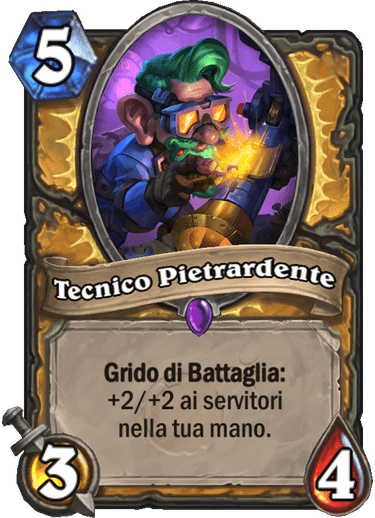 5
Tecnico Pietrardente
Grido di Battaglia:
+2/+2 ai servitori
nella tua mano.
3
4